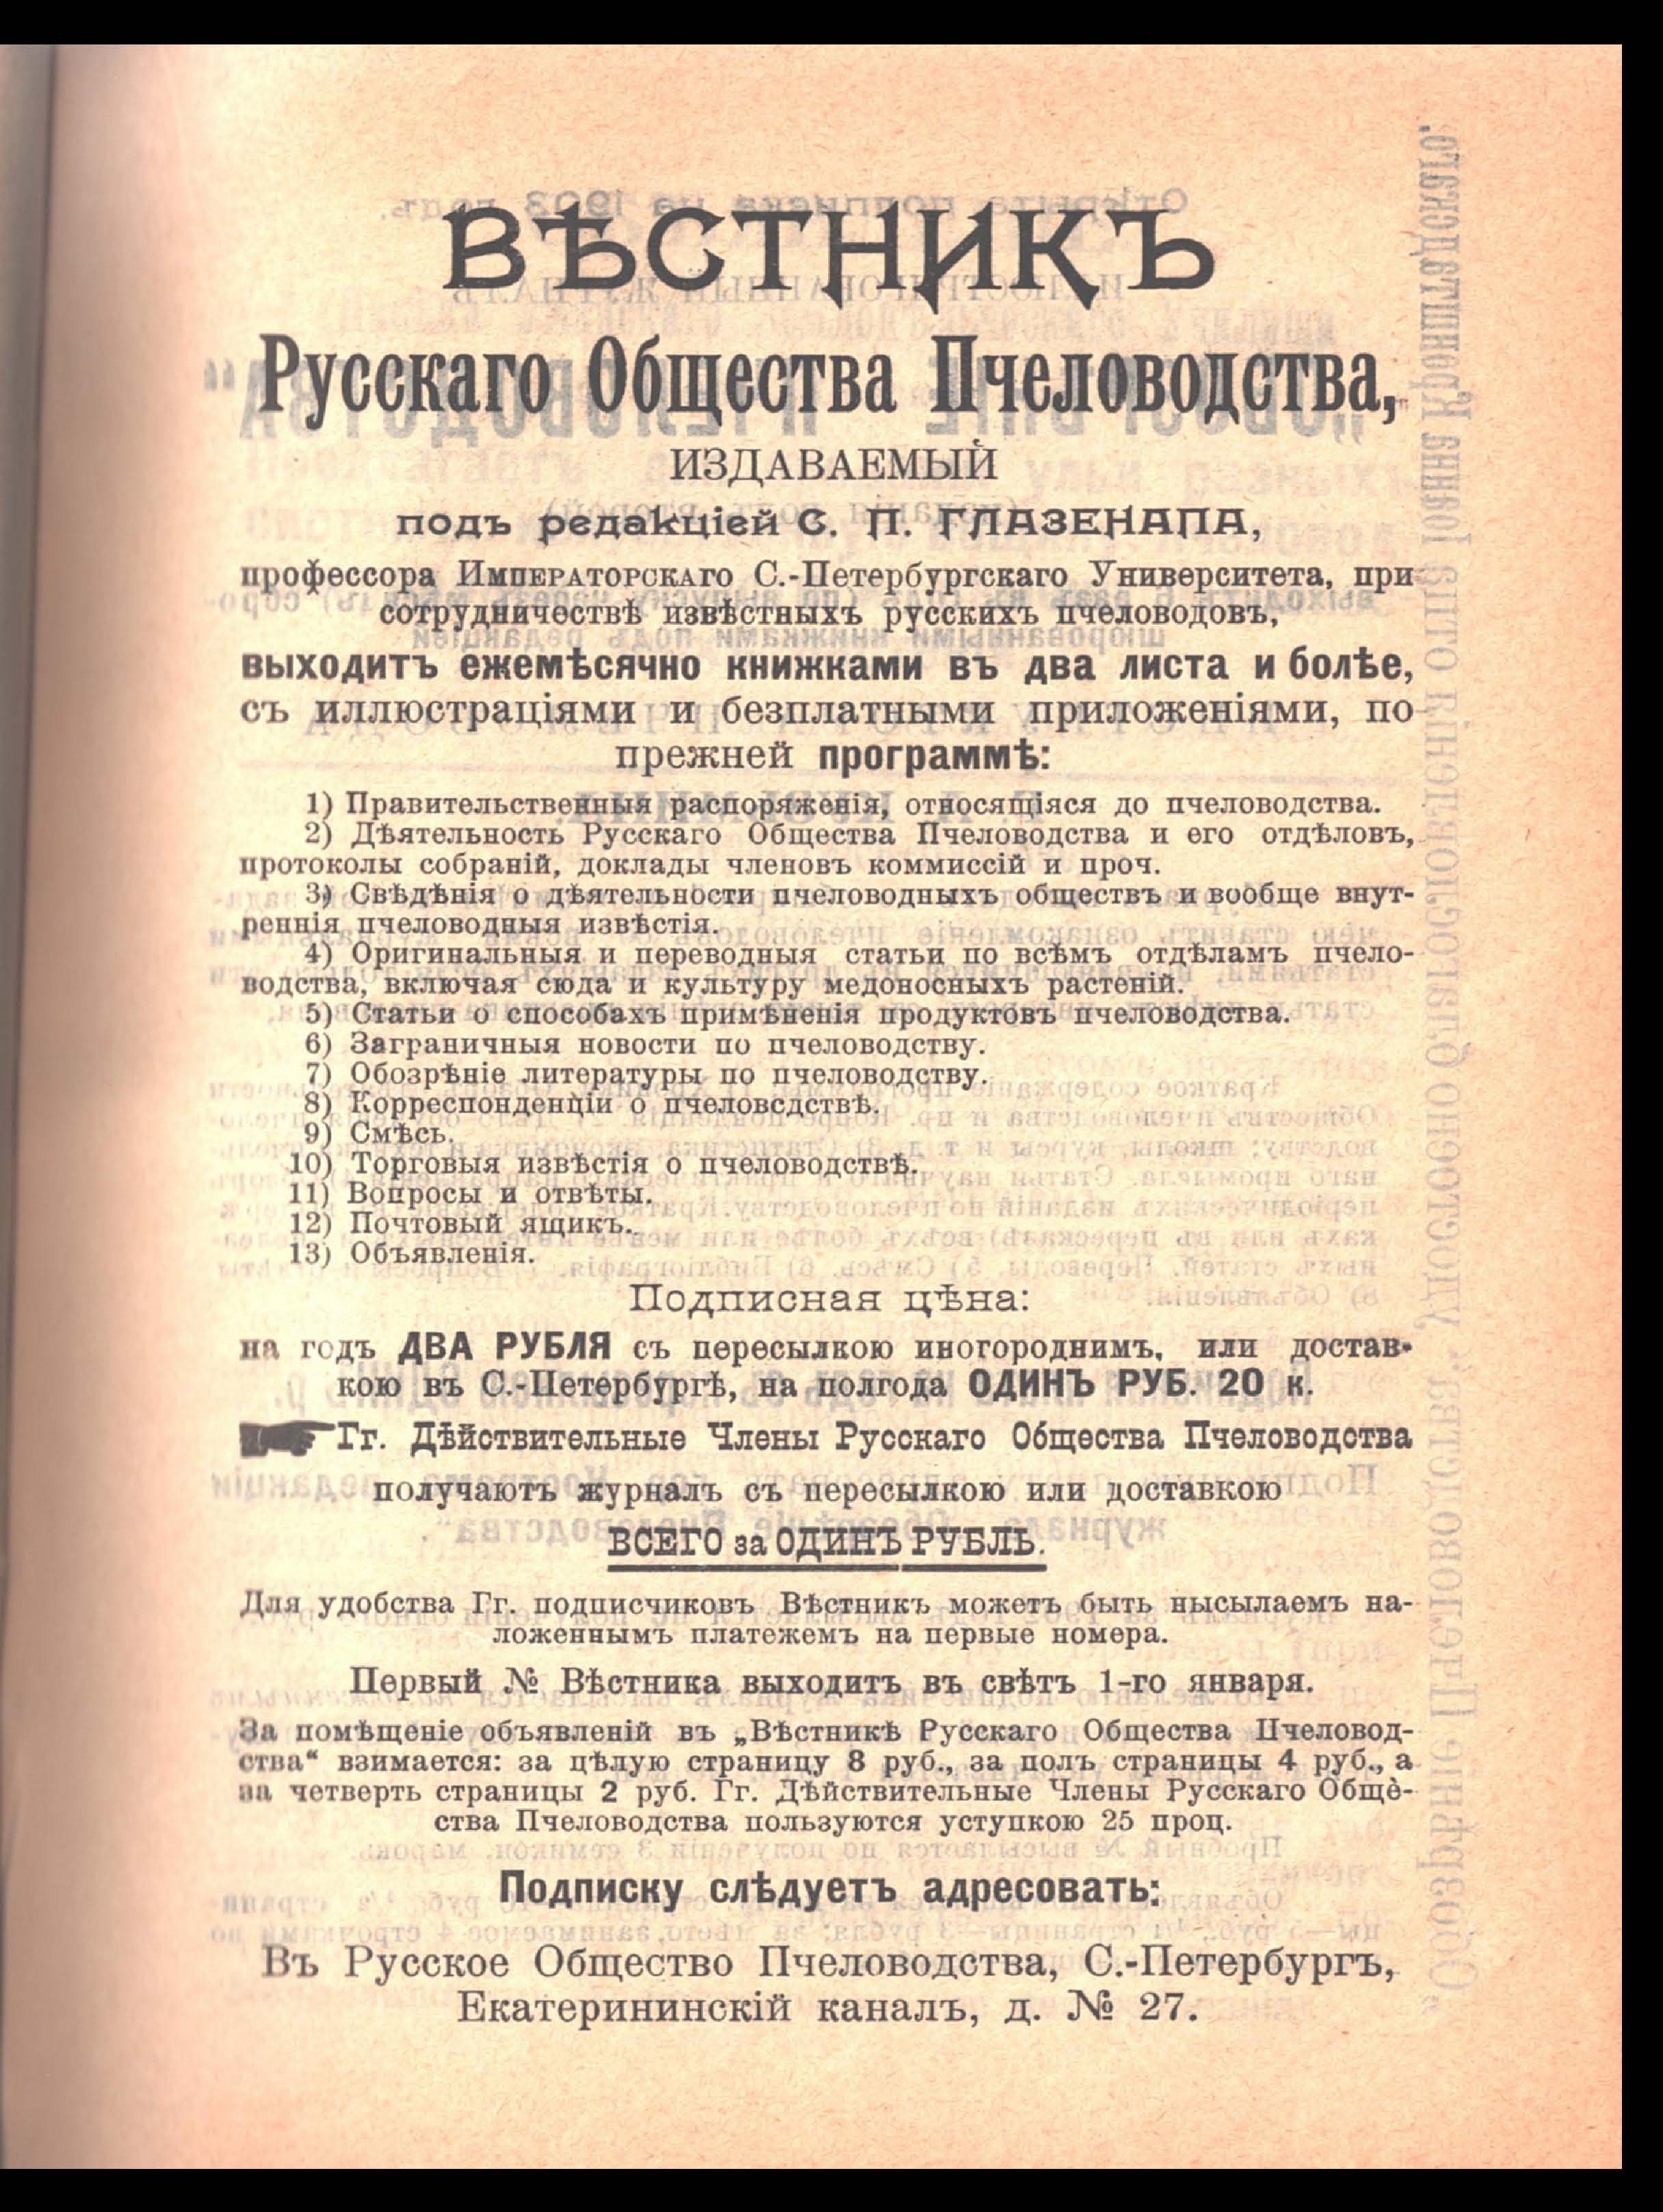 ВѢСТНИКЪ
Русскаго Общества Пчеловодства,
ИЗДАВАЕМЫЙ
подъ редакціей С. П. ГЛАЗЕНАПА,
профессора Императорскаго С.-Петербургскаго Университета, при
сотрудничествѣ извѣстныхъ русскихъ пчеловодовъ,
выходитъ ежемѣсячно книжками въ два листа и болѣе,
съ иллюстраціями и безплатными приложеніями, по
прежней программѣ:
1) Правительственныя распоряженія, относящіяся до пчеловодства.
2) Дѣятельность Русскаго Общества Пчеловодства и его отдѣловъ,
протоколы собраній, доклады членовъ коммиссій и проч.
3) Свѣдѣнія о дѣятельности пчеловодныхъ обществъ и вообще внут-
реннія пчеловодныя извѣстія.
4) Оригинальныя и переводныя статьи по всѣмъ отдѣламъ пчело-
водства, включая сюда и культуру медоносныхъ растеній.
5) Статьи о способахъ примѣненія продуктовъ пчеловодства.
6) Заграничныя новости по пчеловодству.
7) Обозрѣніе литературы по пчеловодству.
8) Корреспонденціи о пчеловсдствѣ.
9) Смѣсь.
10) Торговыя извѣстія о пчеловодствѣ.
11) Вопросы и отвѣты.
12) Почтовый ящикъ.
13) Объявленія.
Подписная цѣна:
на годъ ДВА РУБЛЯ съ пересылкою иногороднимъ, или достав-
кою въ С.-Петербургѣ, на полгода ОДИНЪ РУБ. 20 к.
Гг. Дѣйствительные Члены Русскаго Общества Пчеловодства
получаютъ журналъ съ пересылкою или доставкою
ВСЕГО за ОДИНЪ РУБЛЬ.
Для удобства Гг. подписчиковъ Вѣстникъ можетъ быть нысылаемъ на-
ложеннымъ платежемъ на первые номера.
Первый № Вѣстника выходитъ въ свѣтъ 1-го января.
За помѣщеніе объявленій въ „Вѣстникѣ Русскаго Общества Пчеловод-
ства“ взимается: за цѣлую страницу 8 руб., за полъ страницы 4 руб., а
за четверть страницы 2 руб. Гг. Дѣйствительные Члены Русскаго Обще-
ства Пчеловодства пользуются уступкою 25 проц.
Подписку слѣдуетъ адресовать:
Въ Русское Общество Пчеловодства, С.-Петербургъ,
Екатерининскій каналъ, д. № 27.